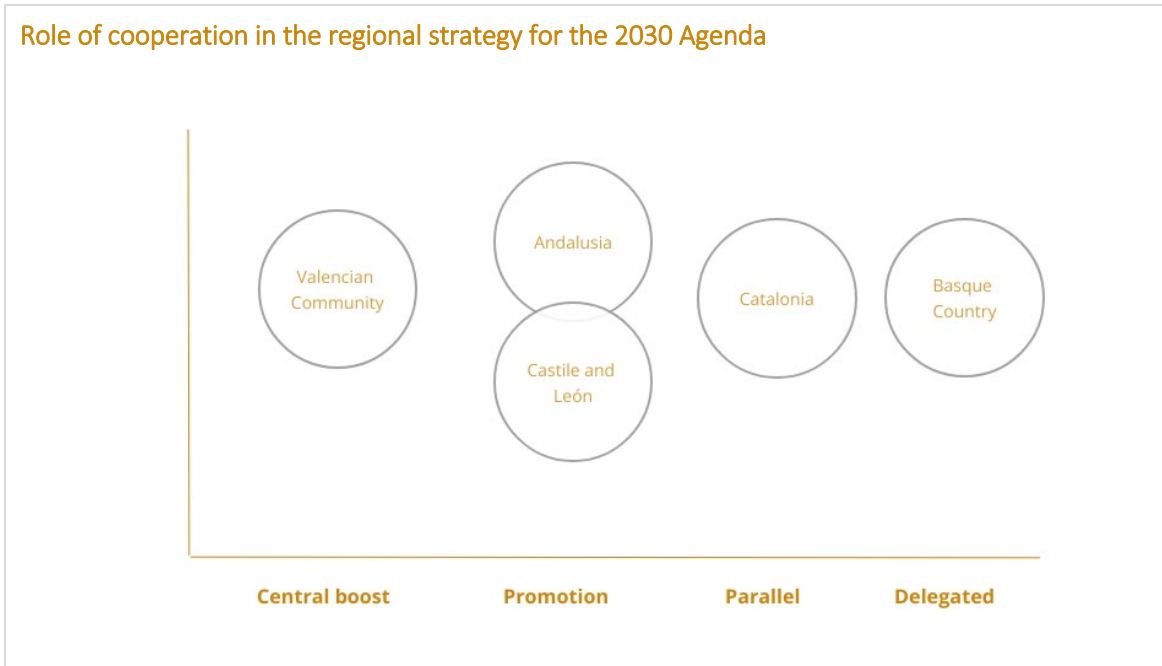 Role of cooperation in the regional strategy for the 2030 Agenda
Valencian
Community
Andalusia
Castile and
León
Catalonia
Basque
Country
Central boost
Promotion
Parallel
Delegated